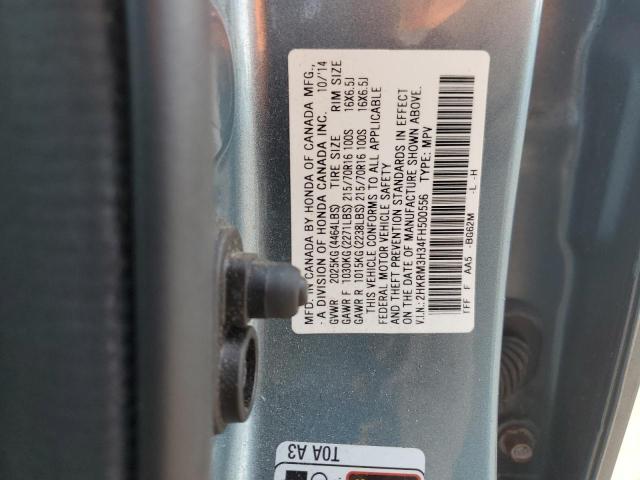 MFD. IN CANADA BY HONDA OF CANADA MFG.,
A DIVISION OF HONDA CANADA INC. 10/'14
GVWR 2025KG(4464LBS) TIRE SIZE RIM SIZE
GAWR F 1030KG(2271LBS) 215/70R16 100S 16X6.5J
GAWR R 1015KG(2238LBS) 215/70R16 100S 16X6.5J
THIS VEHICLE CONFORMS TO ALL APPLICABLE
FEDERAL MOTOR VEHICLE SAFETY
AND THEFT PREVENTION STANDARDS IN EFFECT
ON THE DATE OF MANUFACTURE SHOWN ABOVE.
V.I.N.: 2HKRM3H34FH500556 TYPE: MPV
FFF F AA5 -BG62M -L -H
T0A A3